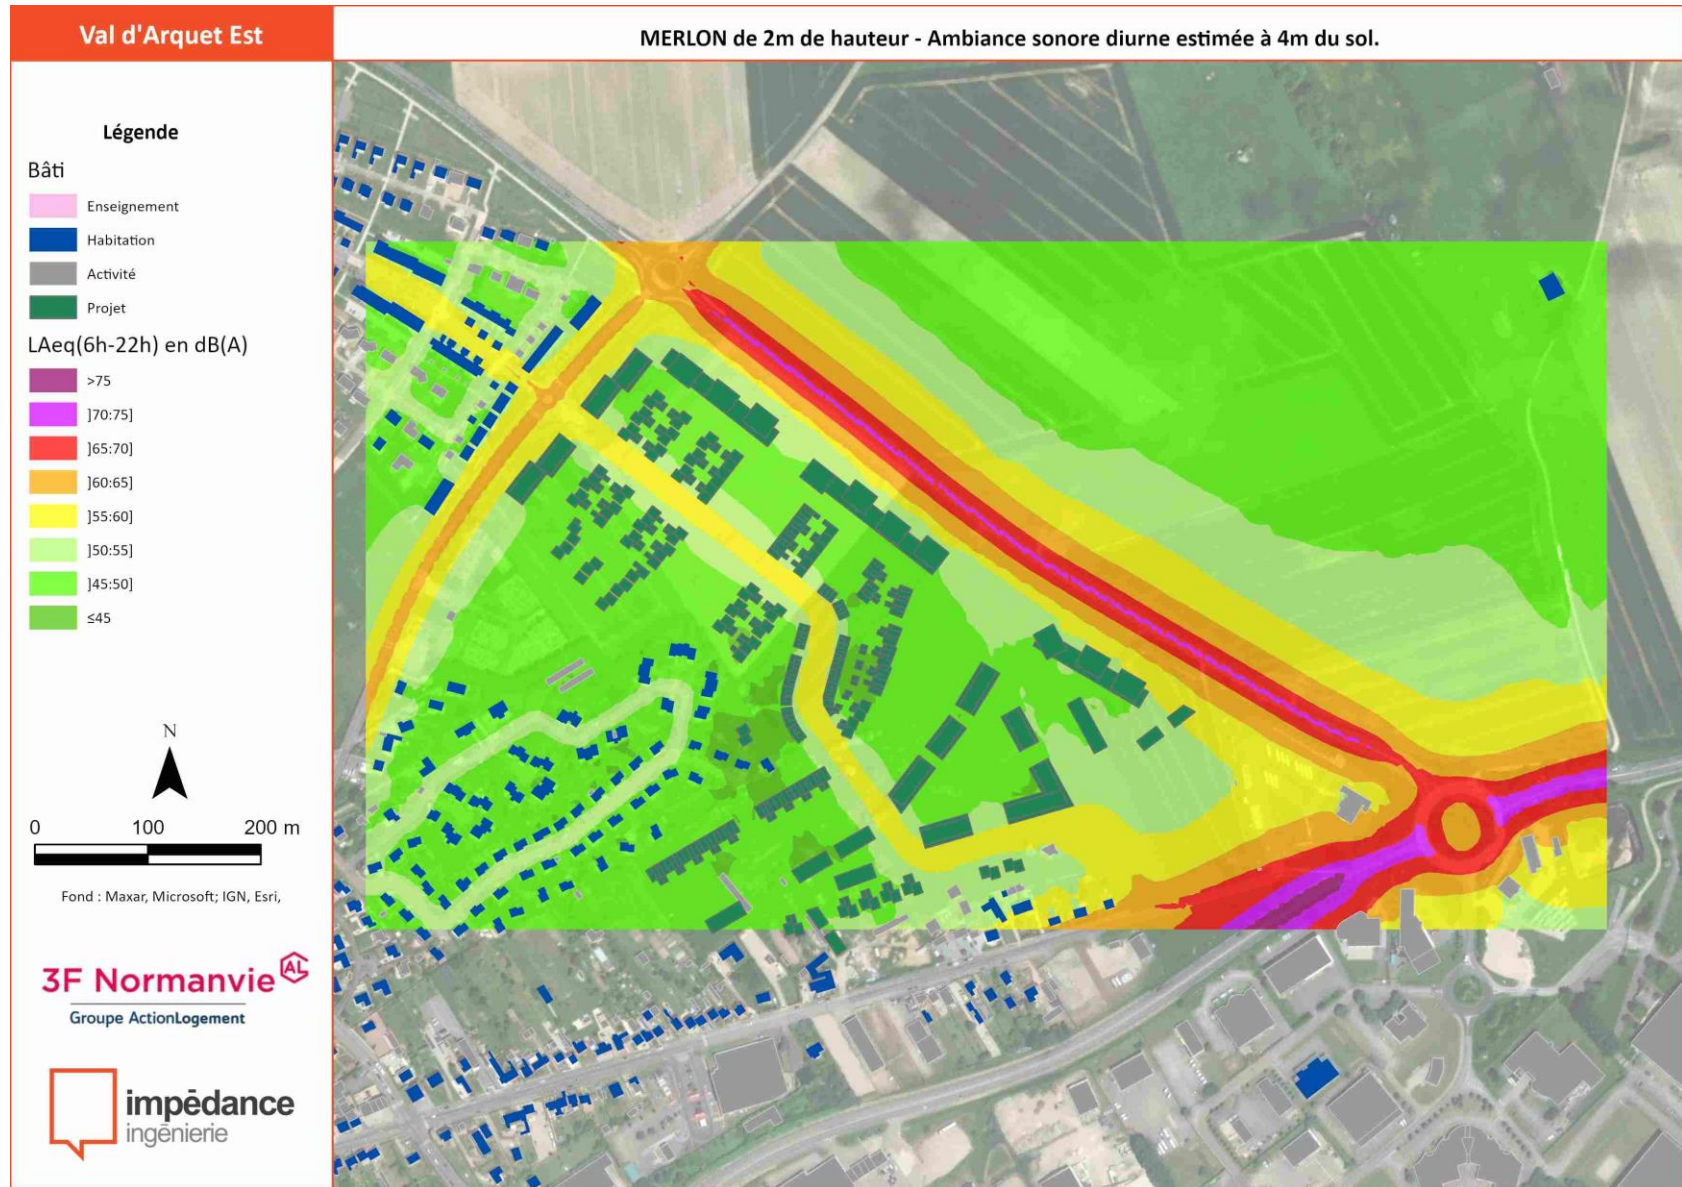 Val d'Arquet Est
MERLON de 2m de hauteur - Ambiance sonore diurne estimée à 4m du sol.
Légende
Bâti
Enseignement
Habitation
Activité
Projet
LAeq(6h-22h) en dB(A)
>75
]70:75]
]65:70]
]60:65]
]55:60]
]50:55]
]45:50]
≤45
N
0 100 200 m
Fond : Maxar, Microsoft; IGN, Esri,
3F Normanvie AL
Groupe ActionLogement
impēdance
ingēnierie